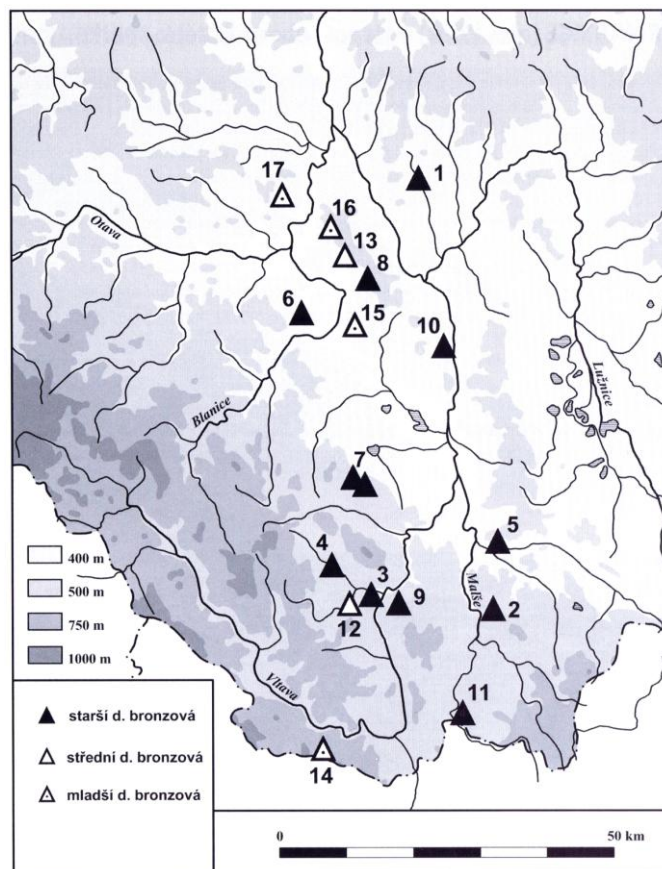 1
17
16
Otava
13
8
6
15
10
Lužnice
Blanice
7
400 m
500 m
750 m
1000 m
4
5
3
9
Malše
2
12
Vltava
11
14
starší d. bronzová
střední d. bronzová
mladší d. bronzová
0
50 km